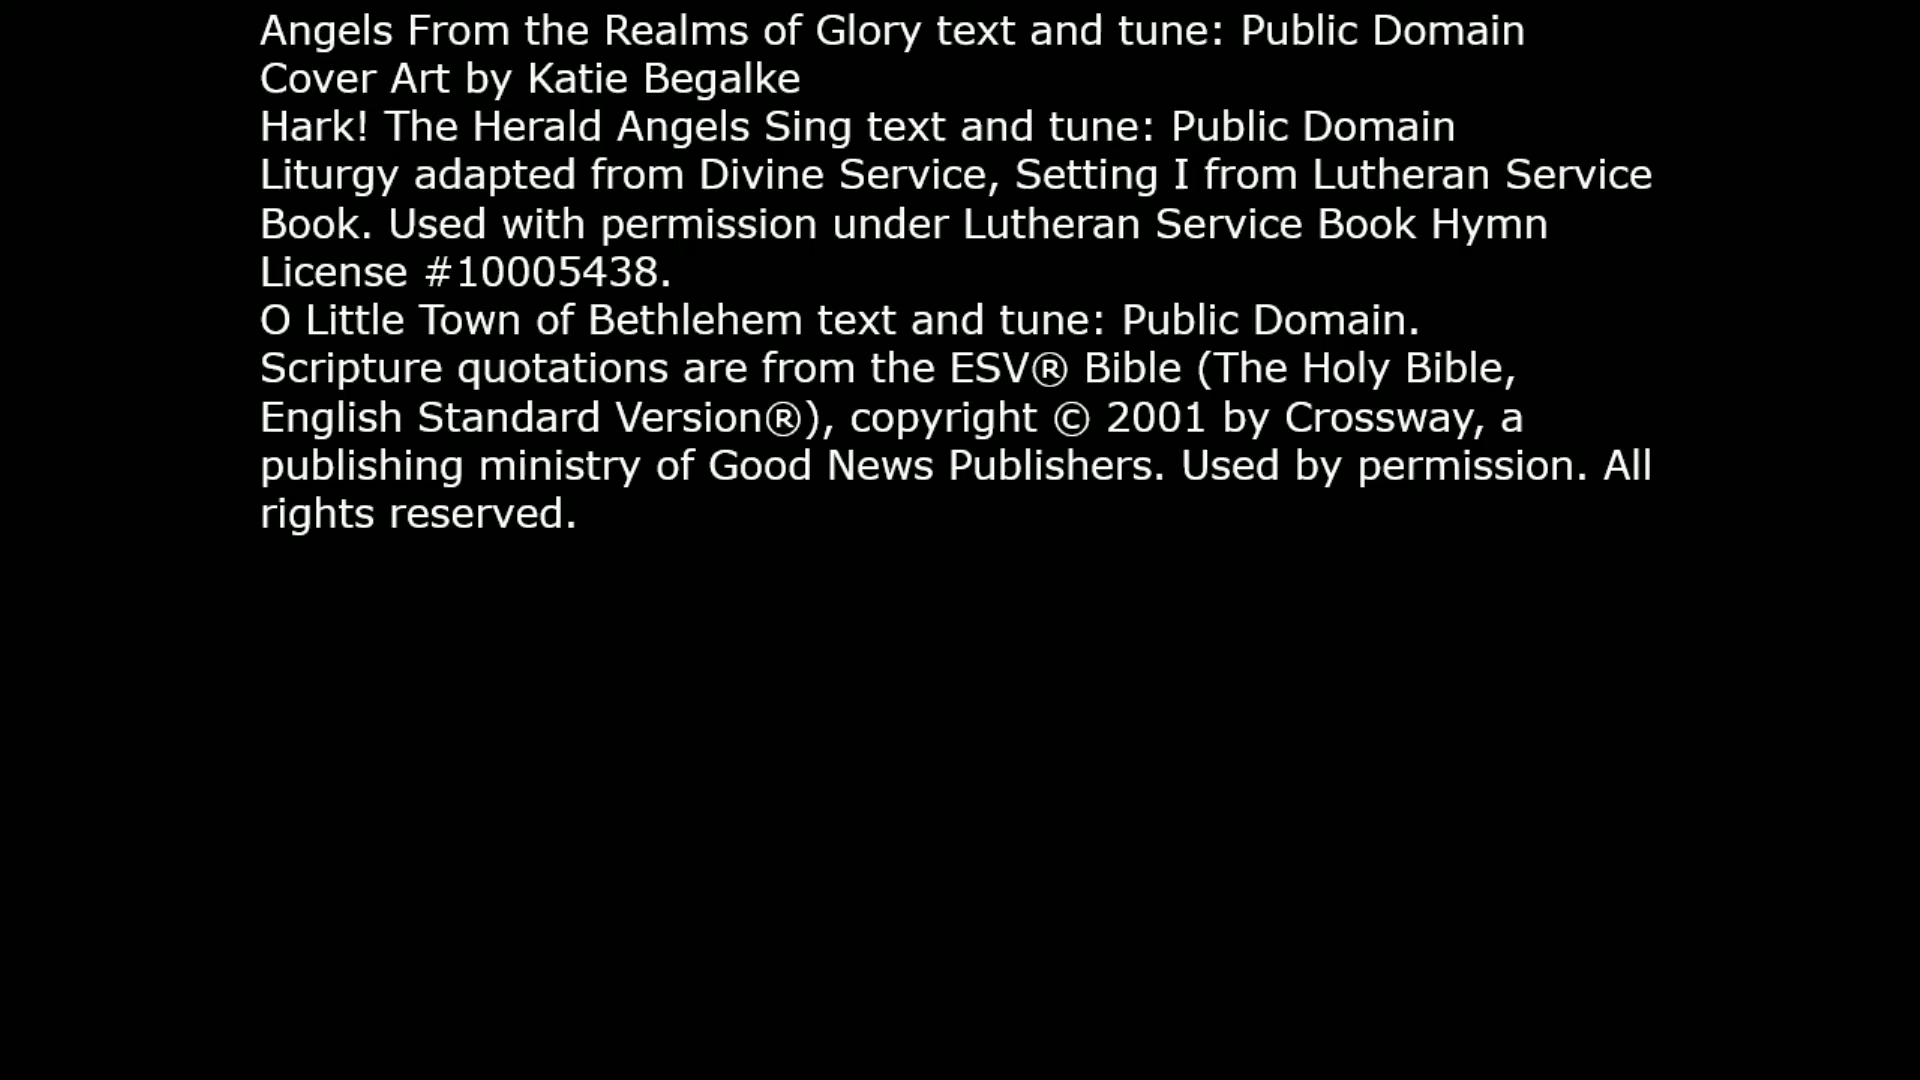 Angels From the Realms of Glory text and tune: Public Domain
Cover Art by Katie Begalke
Hark! The Herald Angels Sing text and tune: Public Domain
Liturgy adapted from Divine Service, Setting I from Lutheran Service
Book. Used with permission under Lutheran Service Book Hymn
License #10005438.
O Little Town of Bethlehem text and tune: Public Domain.
Scripture quotations are from the ESV® Bible (The Holy Bible,
English Standard Version®), copyright © 2001 by Crossway, a
publishing ministry of Good News Publishers. Used by permission. All
rights reserved.